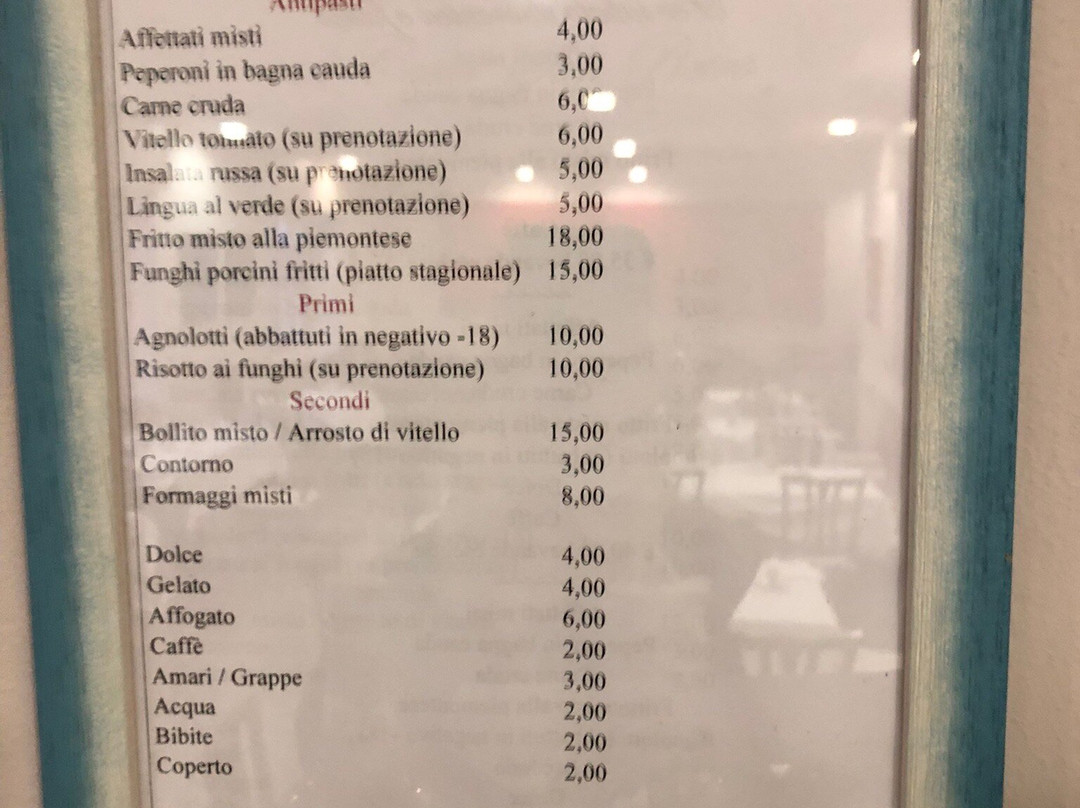 Antipasti
Affettati misti 4,00
Peperoni in bagna cauda 3,00
Carne cruda 6,00
Vitello tonnato (su prenotazione) 6,00
Insalata russa (su prenotazione) 5,00
Lingua al verde (su prenotazione) 5,00
Fritto misto alla piemontese 18,00
Funghi porcini fritti (piatto stagionale) 15,00
Primi
Agnolotti (abbattuti in negativo -18) 10,00
Risotto ai funghi (su prenotazione) 10,00
Secondi
Bollito misto / Arrosto di vitello 15,00
Contorno 3,00
Formaggi misti 8,00
Dolce 4,00
Gelato 4,00
Affogato 6,00
Caffè 2,00
Amari / Grappe 3,00
Acqua 2,00
Bibite 2,00
Coperto 2,00